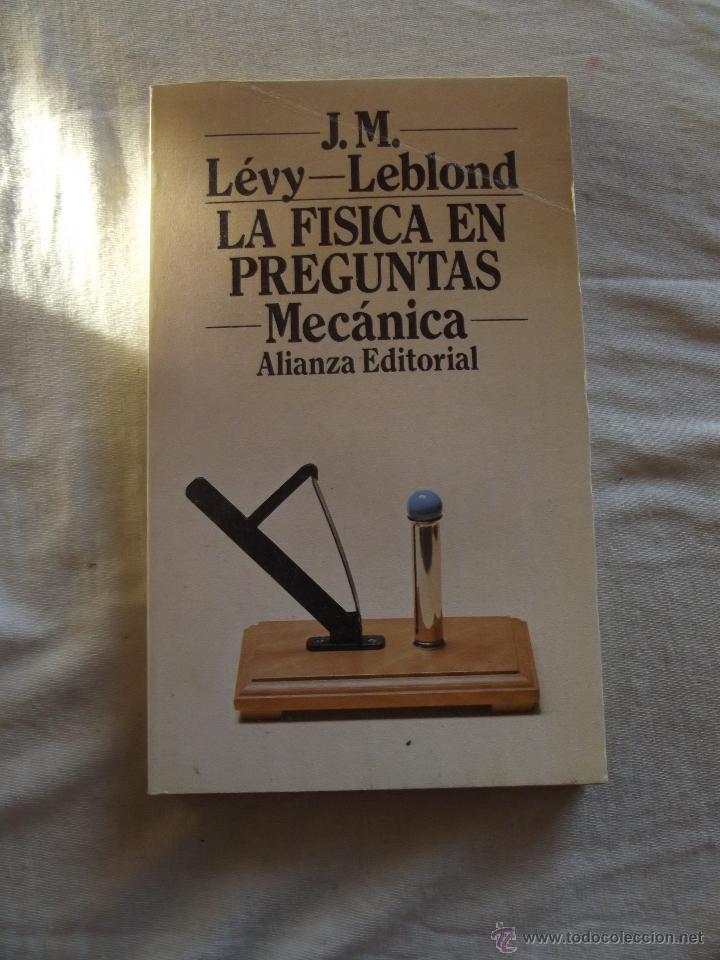 J. M.
Lévy—Leblond
LA FISICA EN
PREGUNTAS
Mecánica
Alianza Editorial
© www.todocoleccion.net